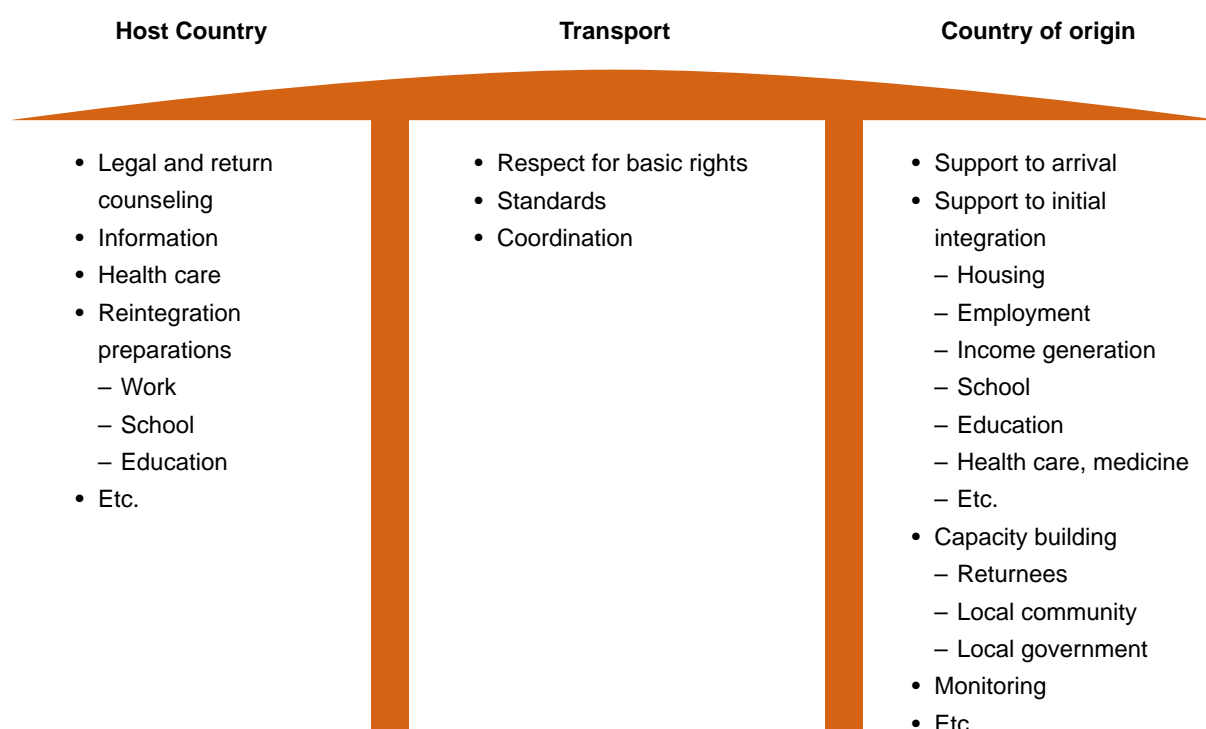 Host Country
Transport
Country of origin
• Legal and return
counseling
• Information
• Health care
• Reintegration
preparations
– Work
– School
– Education
• Etc.
• Respect for basic rights
• Standards
• Coordination
• Support to arrival
• Support to initial
integration
– Housing
– Employment
– Income generation
– School
– Education
– Health care, medicine
– Etc.
• Capacity building
– Returnees
– Local community
– Local government
• Monitoring
• Etc